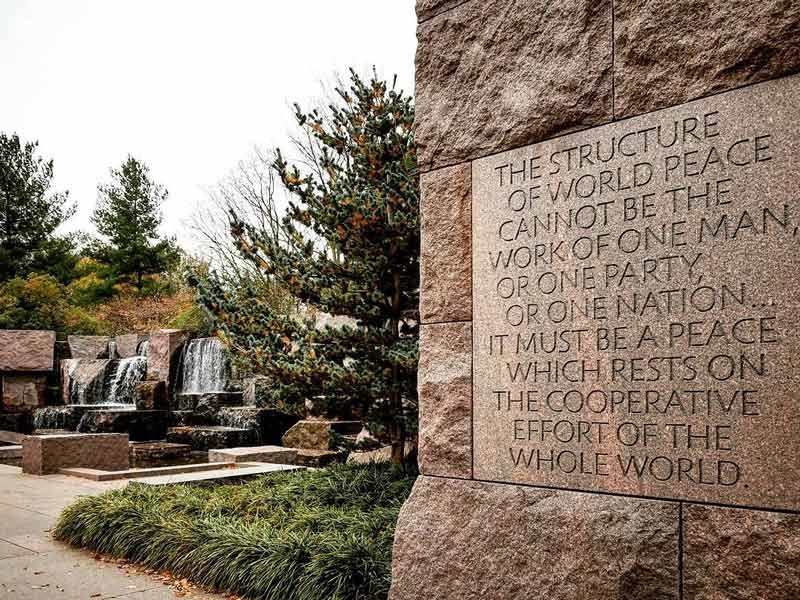 THE STRUCTURE
OF WORLD PEACE
CANNOT BE THE
WORK OF ONE MAN,
OR ONE PARTY,
OR ONE NATION...
IT MUST BE A PEACE
WHICH RESTS ON
THE COOPERATIVE
EFFORT OF THE
WHOLE WORLD.